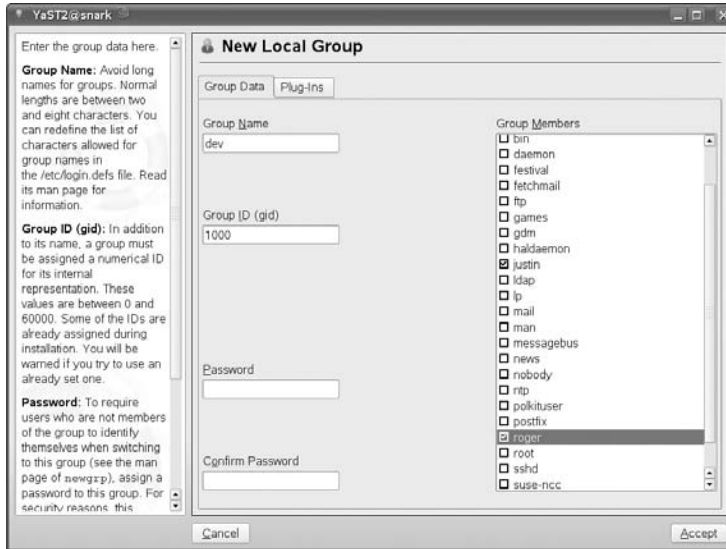 YaST2@snark
Enter the group data here.
Group Name: Avoid long
names for groups. Normal
lengths are between two
and eight characters. You
can redefine the list of
characters allowed for
group names in
the /etc/login.defs file. Read
its man page for
information.
Group ID (gid): In addition
to its name, a group must
be assigned a numerical ID
for its internal
representation. These
values are between 0 and
60000. Some of the IDs are
already assigned during
installation. You will be
warned if you try to use an
already set one.
Password: To require
users who are not members
of the group to identify
themselves when switching
to this group (see the man
page of newgrp), assign a
password to this group. For
security reasons, this
New Local Group
Group Data
Plug-Ins
Group Name
dev
Group ID (gid)
1000
Password
Confirm Password
Group Members
bin
daemon
festival
fetchmail
ftp
games
gdm
haldaemon
justin
ldap
lp
mail
man
messagebus
news
nobody
ntp
polkituser
postfix
roger
root
sshd
suse-ncc
Cancel
Accept